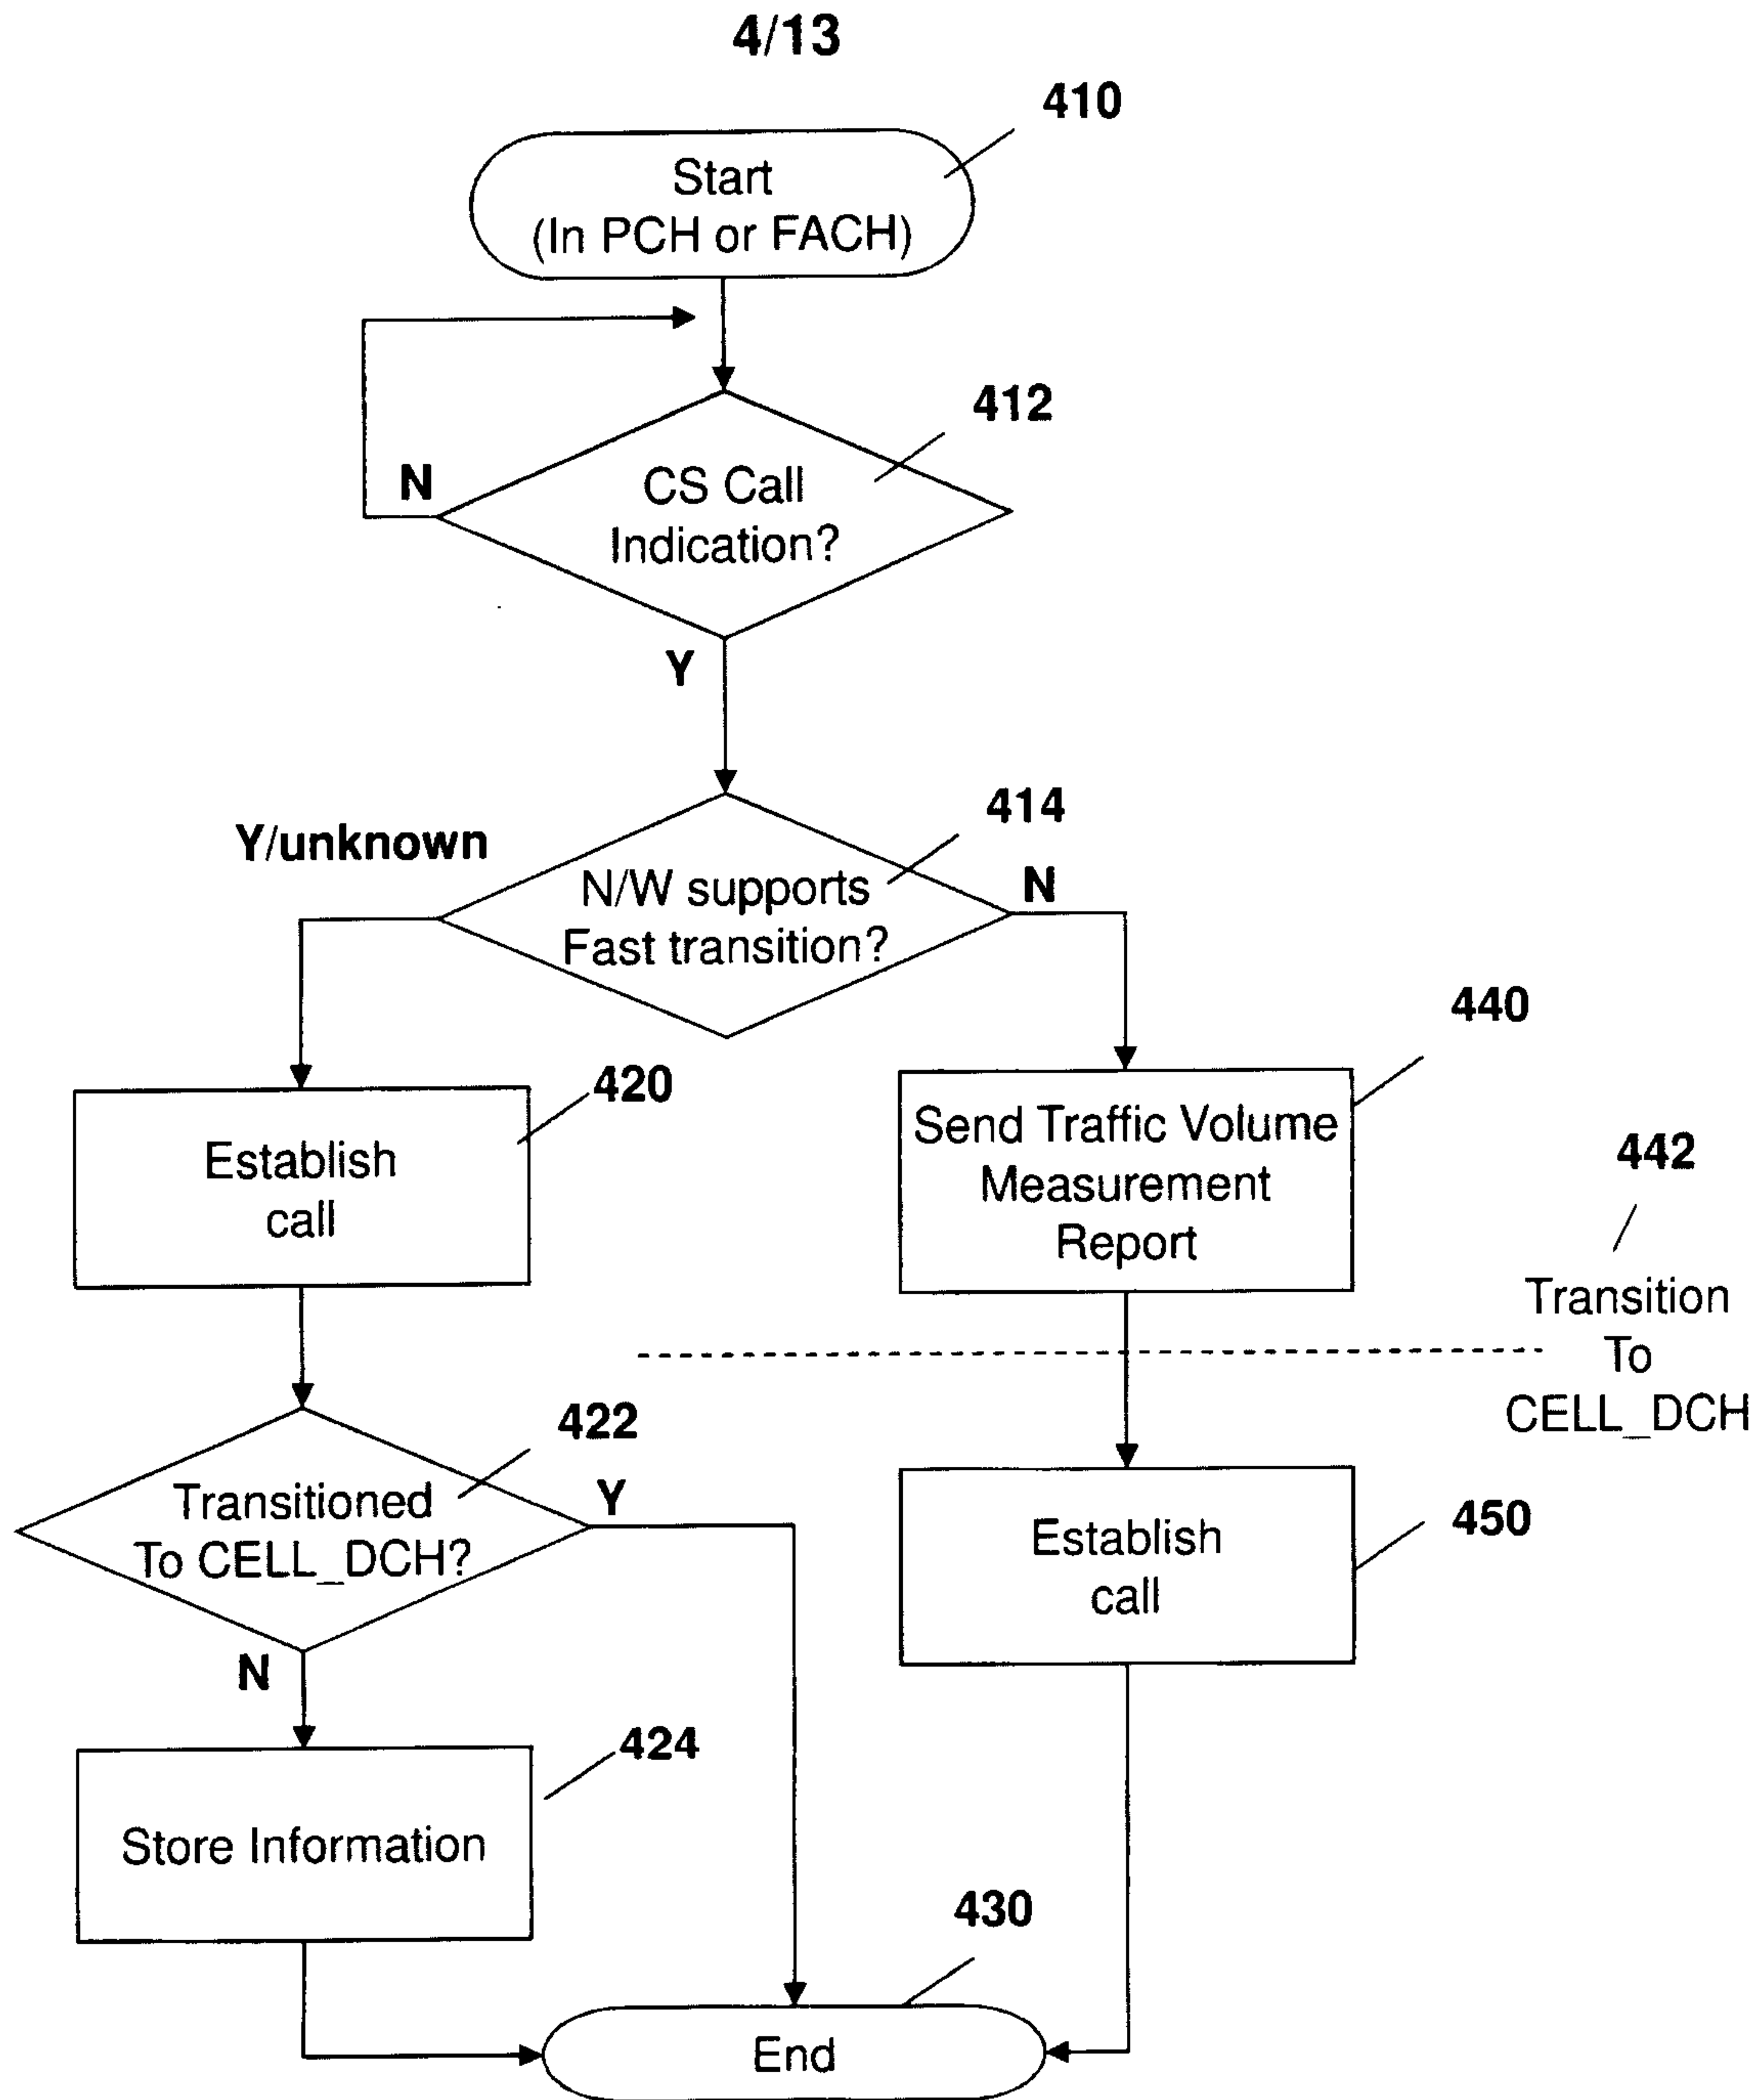 4/13
410
Start
(In PCH or FACH)
412
N
CS Call
Indication?
Y
414
Y/unknown
N/W supports
Fast transition?
N
440
420
Establish
call
Send Traffic Volume
Measurement
Report
442
Transition
To
CELL_DCH
422
Transitioned
To CELL_DCH?
Y
N
450
Establish
call
424
Store Information
430
End